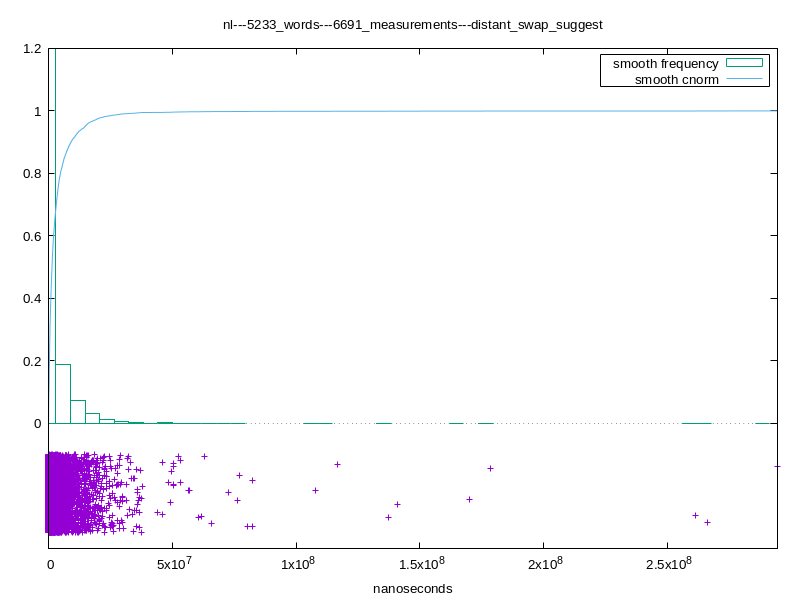 nl---5233_words---6691_measurements---distant_swap_suggest
1.2
smooth frequency
smooth cnorm
1
0.8
0.6
0.4
0.2
0
0 5x10^7 1x10^8 1.5x10^8 2x10^8 2.5x10^8
nanoseconds